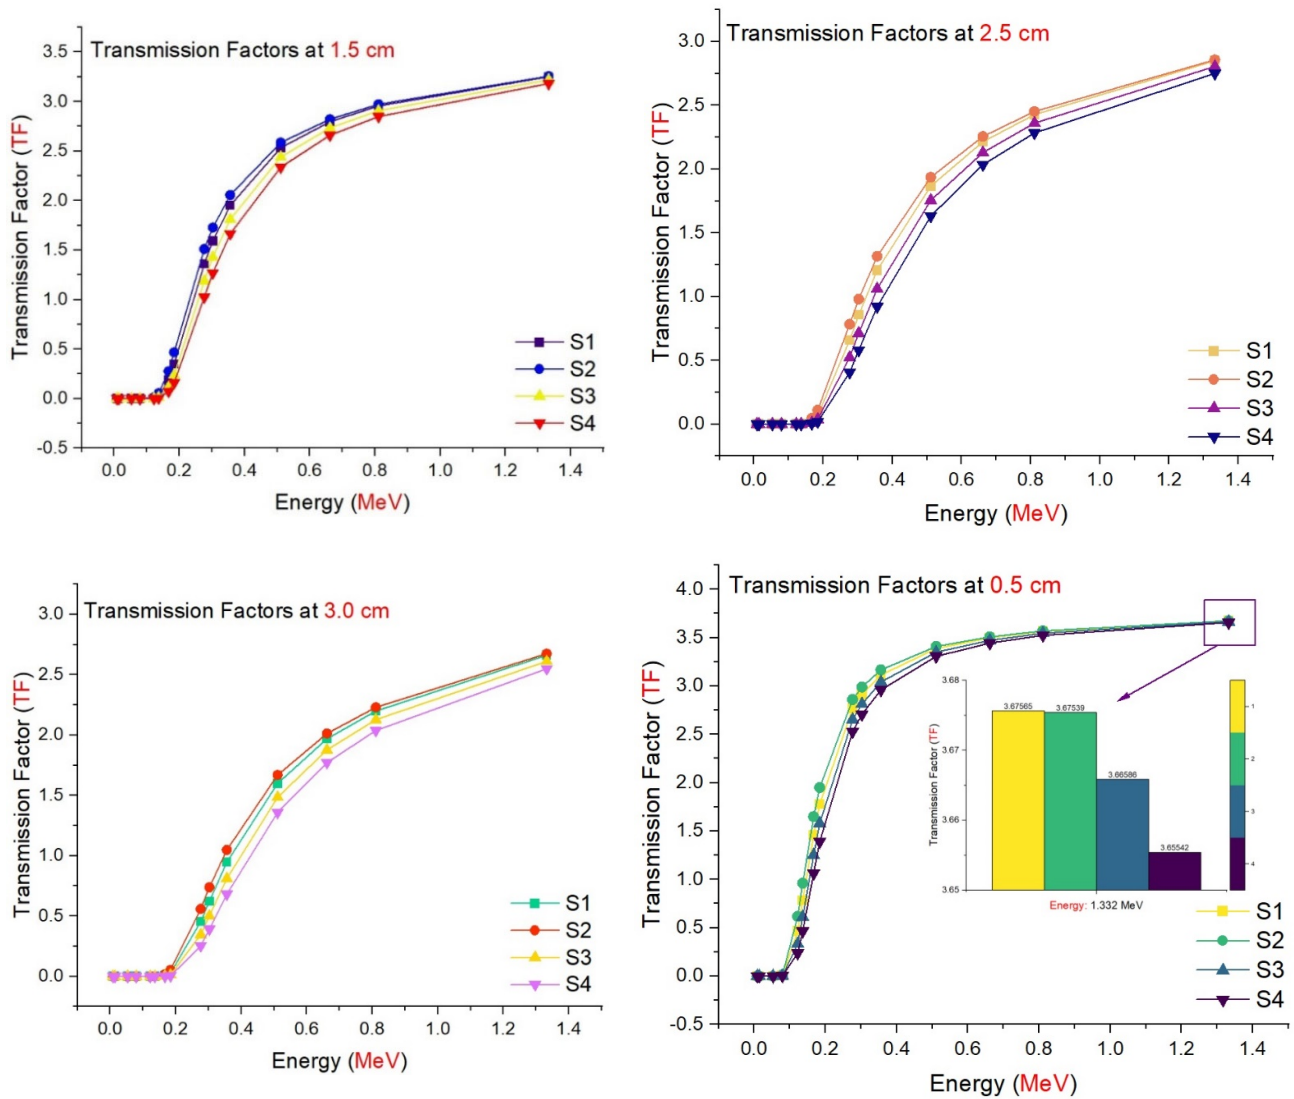 Transmission Factors at 1.5 cm
Transmission Factor (TF)
3.5
3.0
2.5
2.0
1.5
1.0
0.5
0.0
-0.5
0.0 0.2 0.4 0.6 0.8 1.0 1.2 1.4
Energy (MeV)
S1
S2
S3
S4
Transmission Factors at 2.5 cm
Transmission Factor (TF)
3.0
2.5
2.0
1.5
1.0
0.5
0.0
0.0 0.2 0.4 0.6 0.8 1.0 1.2 1.4
Energy (MeV)
S1
S2
S3
S4
Transmission Factors at 3.0 cm
Transmission Factor (TF)
3.0
2.5
2.0
1.5
1.0
0.5
0.0
0.0 0.2 0.4 0.6 0.8 1.0 1.2 1.4
Energy (MeV)
S1
S2
S3
S4
Transmission Factors at 0.5 cm
Transmission Factor (TF)
4.0
3.5
3.0
2.5
2.0
1.5
1.0
0.5
0.0
-0.5
0.0 0.2 0.4 0.6 0.8 1.0 1.2 1.4
Energy (MeV)
Transmission Factor (TF)
3.68
3.67
3.66
3.65
3.67565
3.67539
3.66586
3.65542
Energy: 1.332 MeV
1
2
3
4
S1
S2
S3
S4